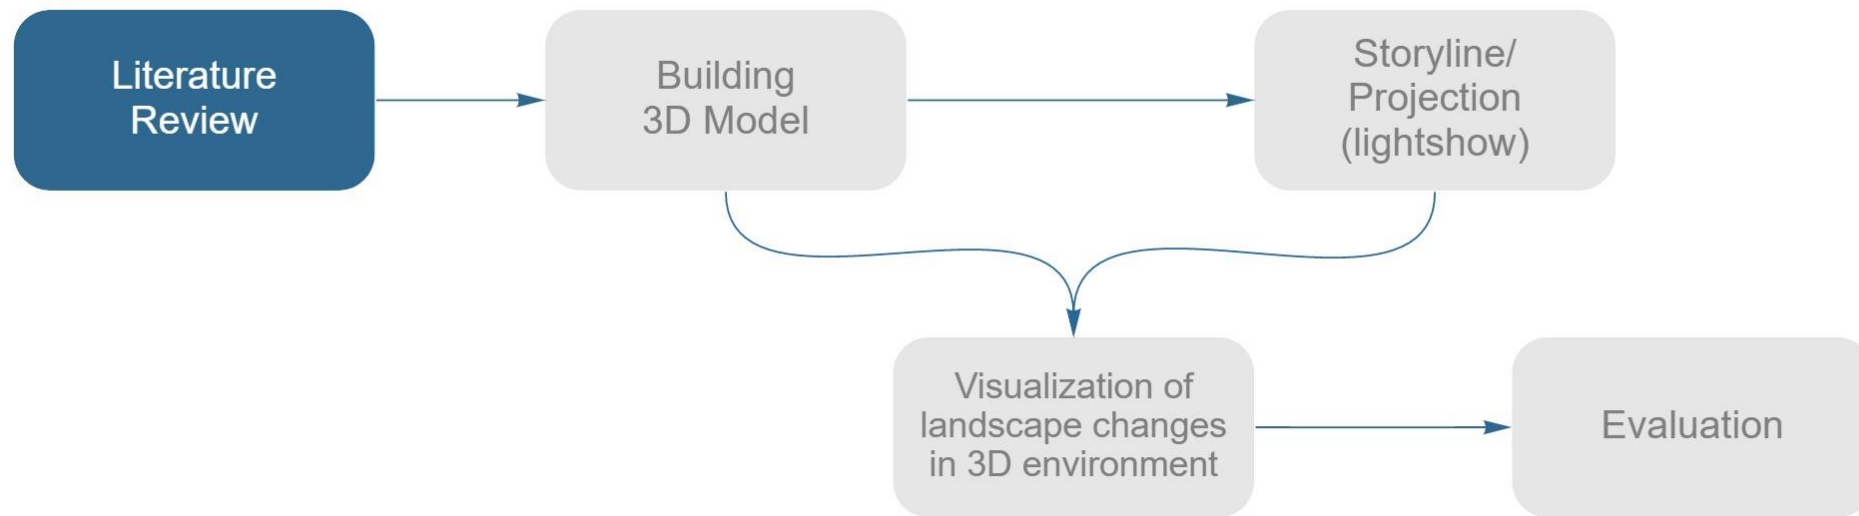 Literature
Review
Building
3D Model
Storyline/
Projection
(lightshow)
Visualization of
landscape changes
in 3D environment
Evaluation